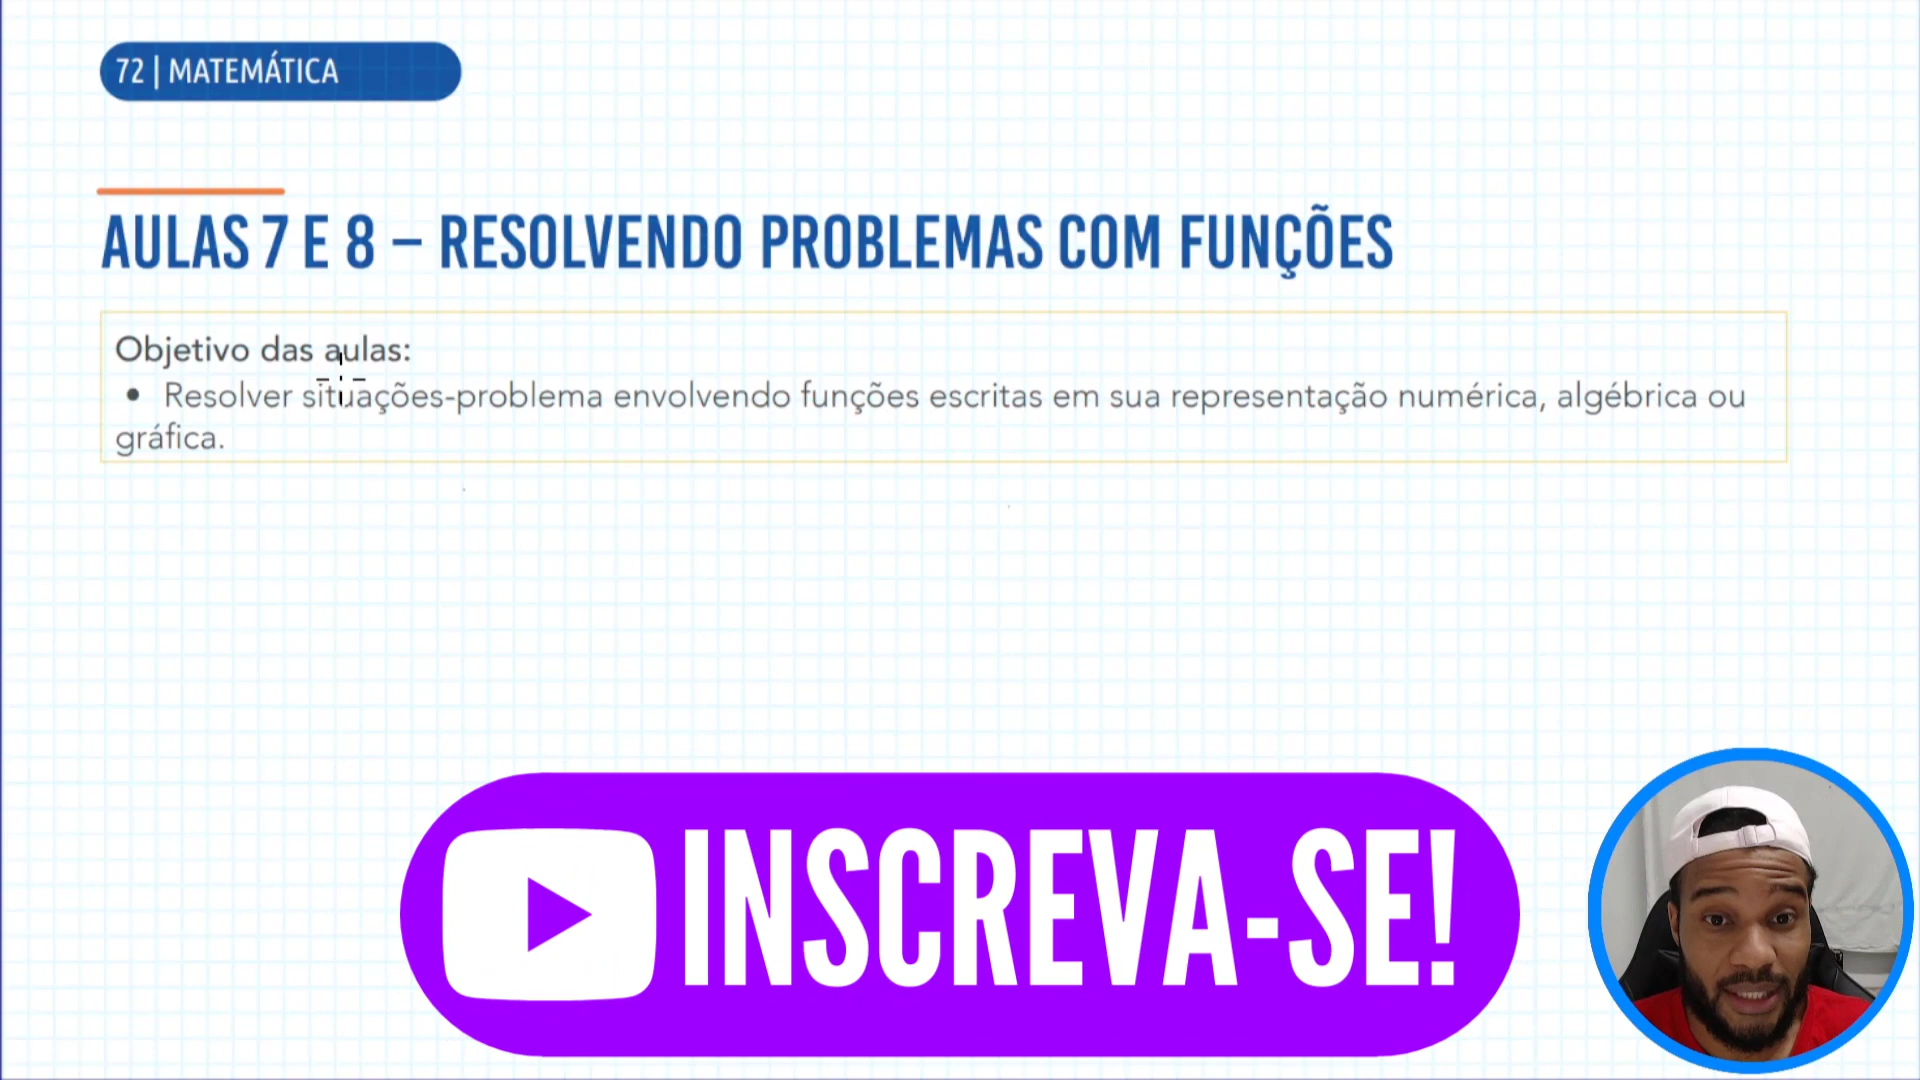 72 | MATEMÁTICA
AULAS 7 E 8 – RESOLVENDO PROBLEMAS COM FUNÇÕES
Objetivo das aulas:
• Resolver situações-problema envolvendo funções escritas em sua representação numérica, algébrica ou
gráfica.
INSCREVA-SE!